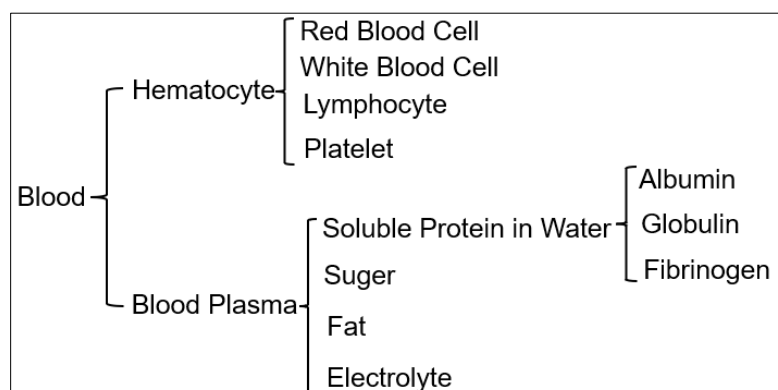 Blood
Hematocyte
Red Blood Cell
White Blood Cell
Lymphocyte
Platelet
Blood Plasma
Soluble Protein in Water
Albumin
Globulin
Fibrinogen
Suger
Fat
Electrolyte